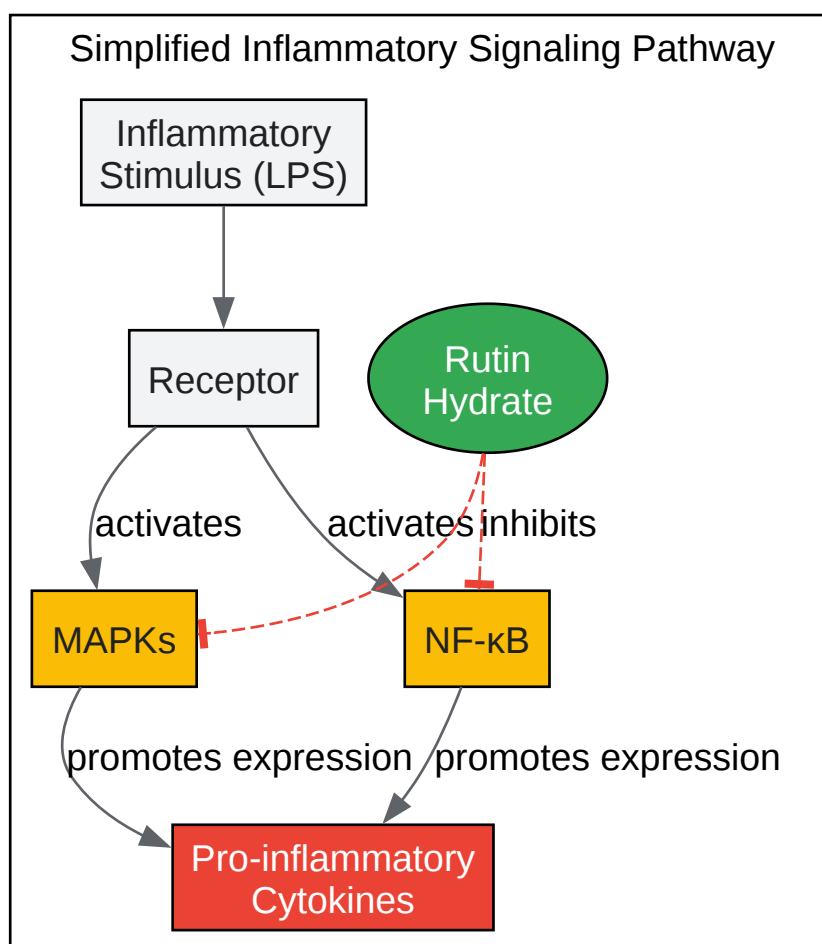 Simplified Inflammatory Signaling Pathway
Inflammatory
Stimulus (LPS)
Receptor
Rutin
Hydrate
activates
activates
inhibits
MAPKs
NF-κB
promotes expression
promotes expression
Pro-inflammatory
Cytokines